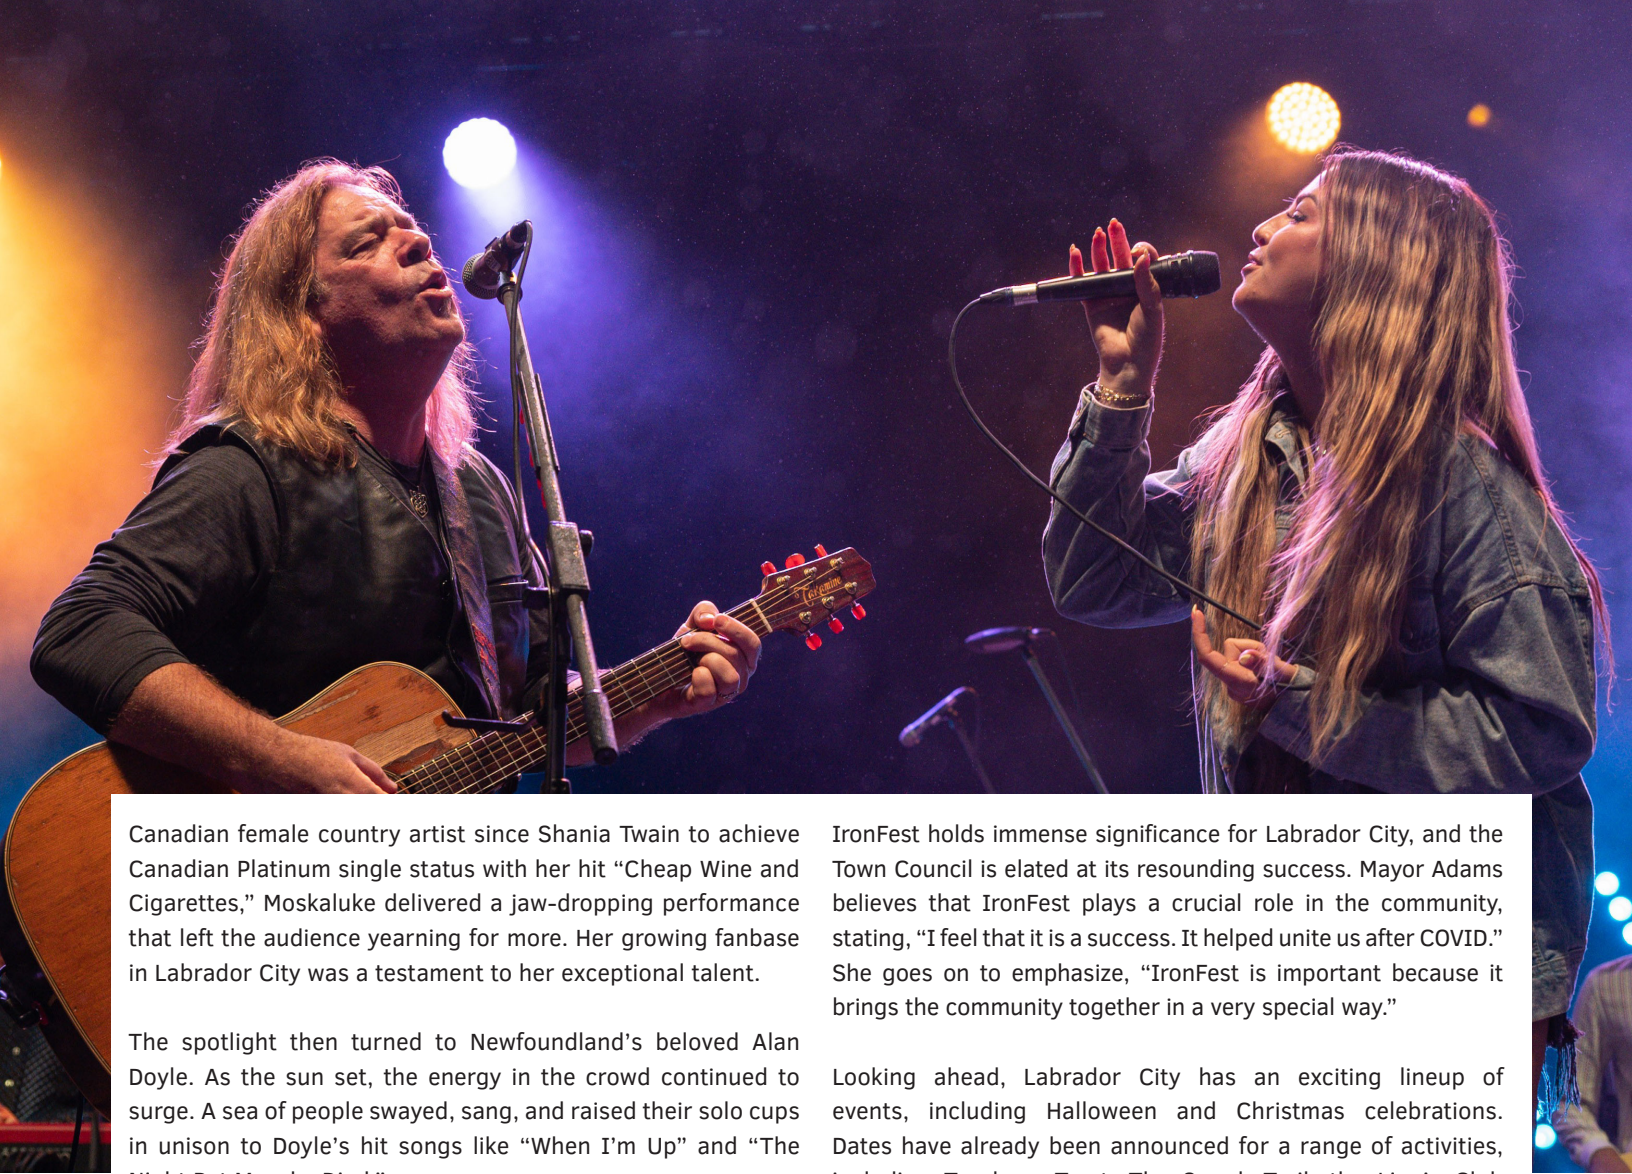 Takamine
Canadian female country artist since Shania Twain to achieve
Canadian Platinum single status with her hit “Cheap Wine and
Cigarettes,” Moskaluke delivered a jaw-dropping performance
that left the audience yearning for more. Her growing fanbase
in Labrador City was a testament to her exceptional talent.
The spotlight then turned to Newfoundland’s beloved Alan
Doyle. As the sun set, the energy in the crowd continued to
surge. A sea of people swayed, sang, and raised their solo cups
in unison to Doyle’s hit songs like “When I’m Up” and “The
IronFest holds immense significance for Labrador City, and the
Town Council is elated at its resounding success. Mayor Adams
believes that IronFest plays a crucial role in the community,
stating, “I feel that it is a success. It helped unite us after COVID.”
She goes on to emphasize, “IronFest is important because it
brings the community together in a very special way.”
Looking ahead, Labrador City has an exciting lineup of
events, including Halloween and Christmas celebrations.
Dates have already been announced for a range of activities,